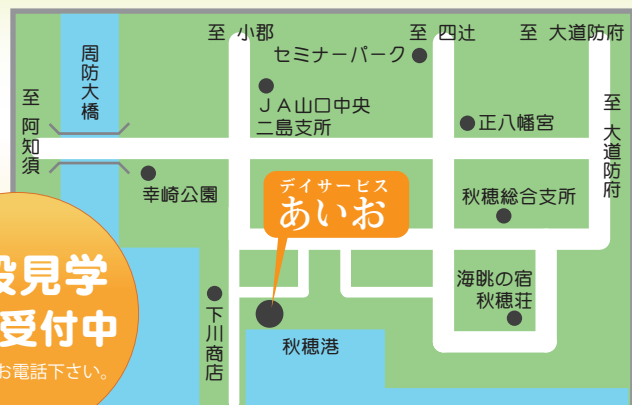 至 小郡
至 四辻
至 大道防府
セミナーパーク
周防大橋
至 阿知須
ＪＡ山口中央
二島支所
正八幡宮
至 大道防府
幸崎公園
デイサービス
あいお
秋穂総合支所
海眺の宿
秋穂荘
下川商店
秋穂港
設見学
受付中
お電話下さい。